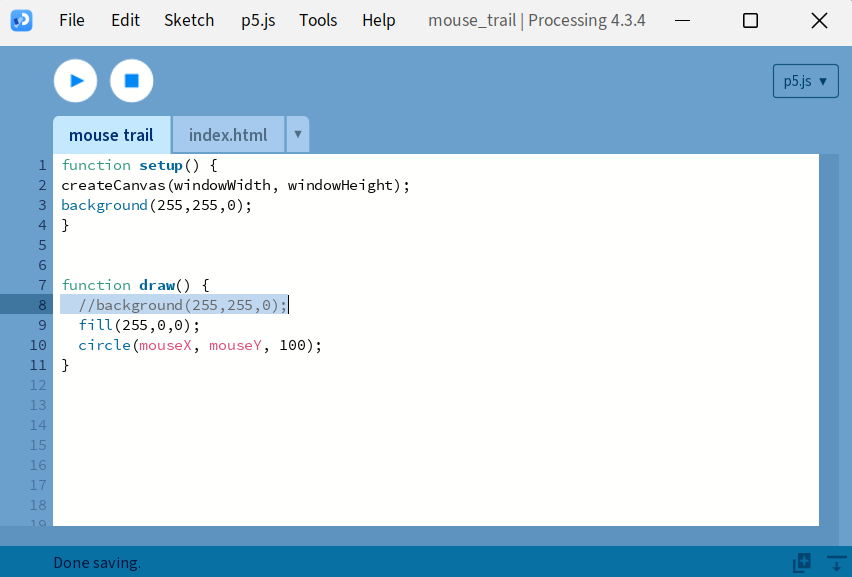 File Edit Sketch p5.js Tools Help mouse_trail | Processing 4.3.4
p5.js ▼
mouse trail index.html ▼
1 function setup() {
2 createCanvas(windowWidth, windowHeight);
3 background(255,255,0);
4 }
5
6
7 function draw() {
8 //background(255,255,0);
9 fill(255,0,0);
10 circle(mouseX, mouseY, 100);
11 }
12
13
14
15
16
17
18
19
Done saving.